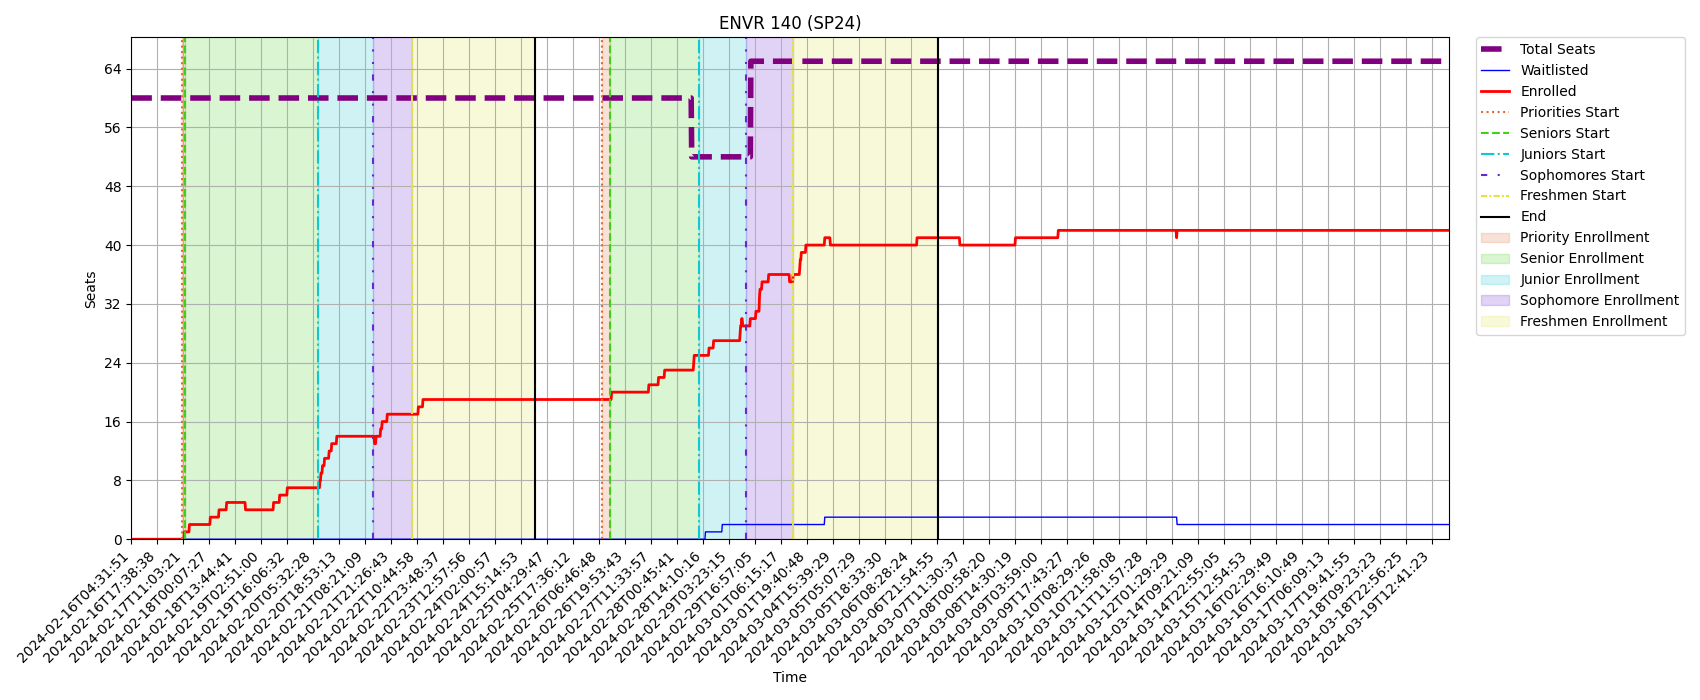 ENVR 140 (SP24)
Seats
64
56
48
40
32
24
16
8
0
2024-02-16T04:31:51
2024-02-16T17:38:38
2024-02-17T11:03:21
2024-02-18T00:07:27
2024-02-18T13:44:41
2024-02-19T02:51:00
2024-02-19T16:06:32
2024-02-20T05:32:28
2024-02-20T18:53:13
2024-02-21T08:21:09
2024-02-21T21:26:43
2024-02-22T10:44:58
2024-02-22T23:48:37
2024-02-23T12:57:56
2024-02-24T02:00:57
2024-02-24T15:14:53
2024-02-25T04:29:47
2024-02-25T17:36:12
2024-02-26T06:46:48
2024-02-26T19:53:43
2024-02-27T11:33:57
2024-02-28T00:45:41
2024-02-28T14:10:16
2024-02-29T03:23:15
2024-02-29T16:57:05
2024-03-01T06:15:17
2024-03-01T19:40:48
2024-03-04T15:39:29
2024-03-05T05:07:29
2024-03-05T18:33:30
2024-03-06T08:28:24
2024-03-06T21:54:55
2024-03-07T11:30:37
2024-03-08T00:58:20
2024-03-08T14:30:19
2024-03-09T03:59:00
2024-03-09T17:43:27
2024-03-10T08:29:26
2024-03-10T21:58:08
2024-03-11T11:57:28
2024-03-12T01:29:29
2024-03-14T09:21:09
2024-03-14T22:55:05
2024-03-15T12:54:53
2024-03-16T02:29:49
2024-03-16T16:10:49
2024-03-17T06:09:13
2024-03-17T19:41:55
2024-03-18T09:23:23
2024-03-18T22:56:25
2024-03-19T12:41:23
Time
Total Seats
Waitlisted
Enrolled
Priorities Start
Seniors Start
Juniors Start
Sophomores Start
Freshmen Start
End
Priority Enrollment
Senior Enrollment
Junior Enrollment
Sophomore Enrollment
Freshmen Enrollment